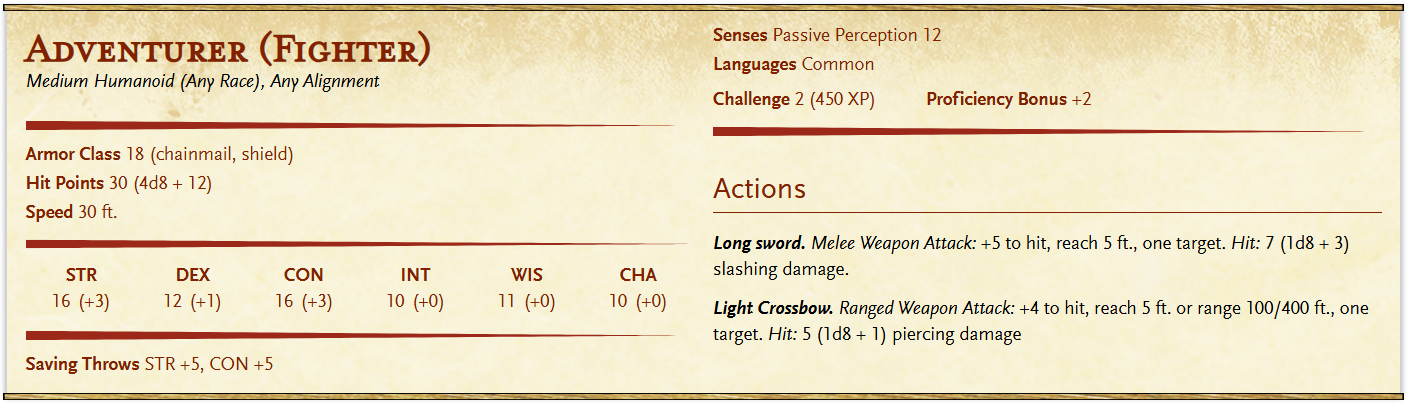 Adventurer (Fighter)
Medium Humanoid (Any Race), Any Alignment
Armor Class 18 (chainmail, shield)
Hit Points 30 (4d8 + 12)
Speed 30 ft.
STR DEX CON INT WIS CHA
16 (+3) 12 (+1) 16 (+3) 10 (+0) 11 (+0) 10 (+0)
Saving Throws STR +5, CON +5
Senses Passive Perception 12
Languages Common
Challenge 2 (450 XP) Proficiency Bonus +2
Actions
Long sword. Melee Weapon Attack: +5 to hit, reach 5 ft., one target. Hit: 7 (1d8 + 3)
slashing damage.
Light Crossbow. Ranged Weapon Attack: +4 to hit, reach 5 ft. or range 100/400 ft., one
target. Hit: 5 (1d8 + 1) piercing damage